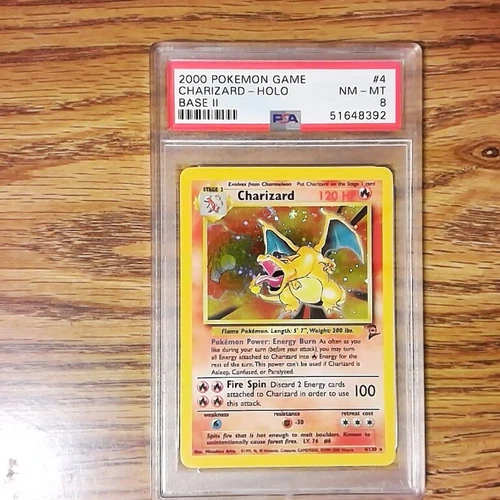 2000 POKEMON GAME #4
CHARIZARD - HOLO NM - MT
BASE II 8
PSA 51648392
Evolves from Charmeleon Put Charizard on the Stage 1 card
STAGE 2
Charizard 120 HP
Flame Pokémon. Length: 5' 7", Weight: 200 lbs.
Pokémon Power: Energy Burn As often as you
like during your turn (before your attack), you may turn
all Energy attached to Charizard into Energy for the
rest of the turn. This power can't be used if Charizard is
Asleep, Confused, or Paralyzed.
Fire Spin Discard 2 Energy cards
attached to Charizard in order to use 100
this attack.
weakness resistance retreat cost
-30
Spits fire that is hot enough to melt boulders. Known to
unintentionally cause forest fires. LV. 76 #6
Illus. Mitsuhiro Arita 4/130